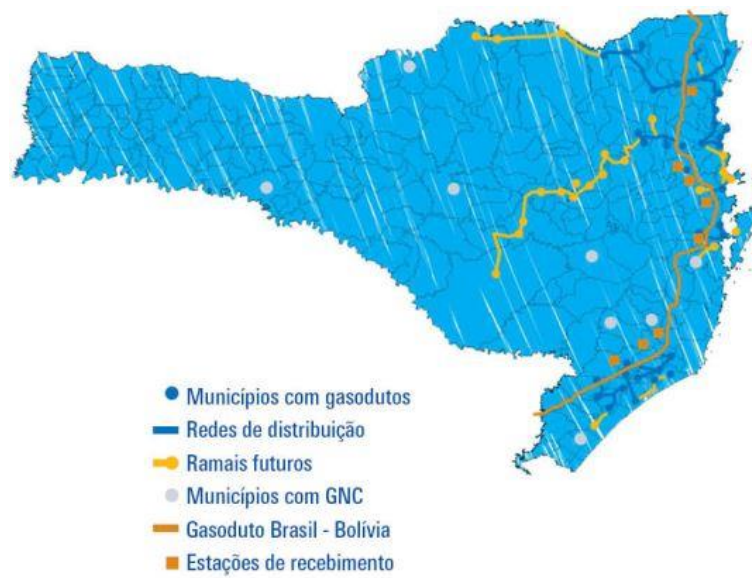 Municípios com gasodutos
Redes de distribuição
Ramais futuros
Municípios com GNC
Gasoduto Brasil - Bolívia
Estações de recebimento